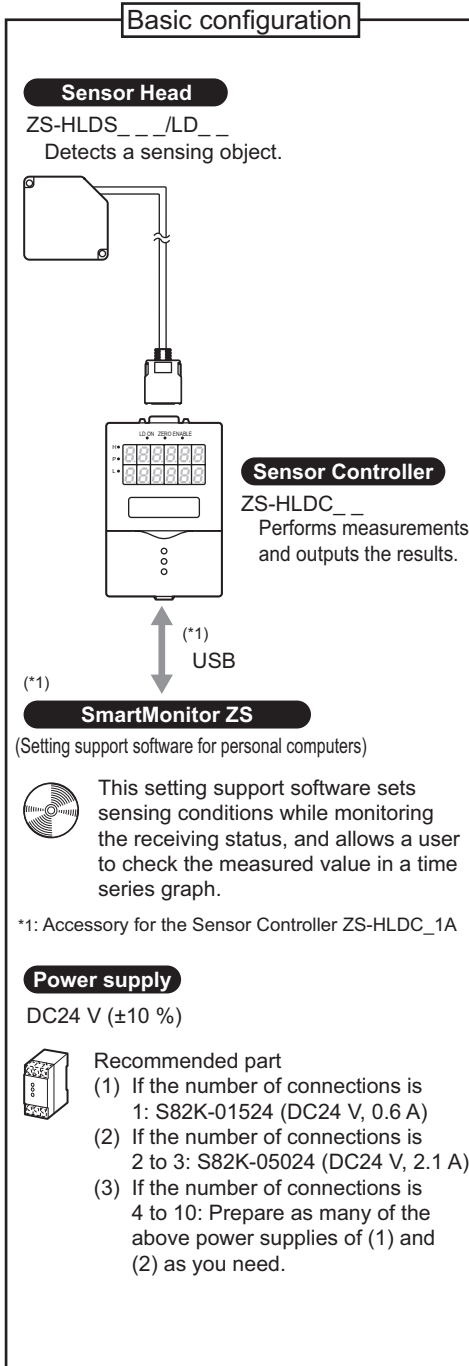 Basic configuration
Sensor Head
ZS-HLDS_ _ _/LD_ _
Detects a sensing object.
LD ON ZERO ENABLE
H
P
L
Sensor Controller
ZS-HLDC_ _
Performs measurements
and outputs the results.
(*1)
USB
(*1)
SmartMonitor ZS
(Setting support software for personal computers)
This setting support software sets
sensing conditions while monitoring
the receiving status, and allows a user
to check the measured value in a time
series graph.
*1: Accessory for the Sensor Controller ZS-HLDC_1A
Power supply
DC24 V (±10 %)
Recommended part
(1) If the number of connections is
1: S82K-01524 (DC24 V, 0.6 A)
(2) If the number of connections is
2 to 3: S82K-05024 (DC24 V, 2.1 A)
(3) If the number of connections is
4 to 10: Prepare as many of the
above power supplies of (1) and
(2) as you need.